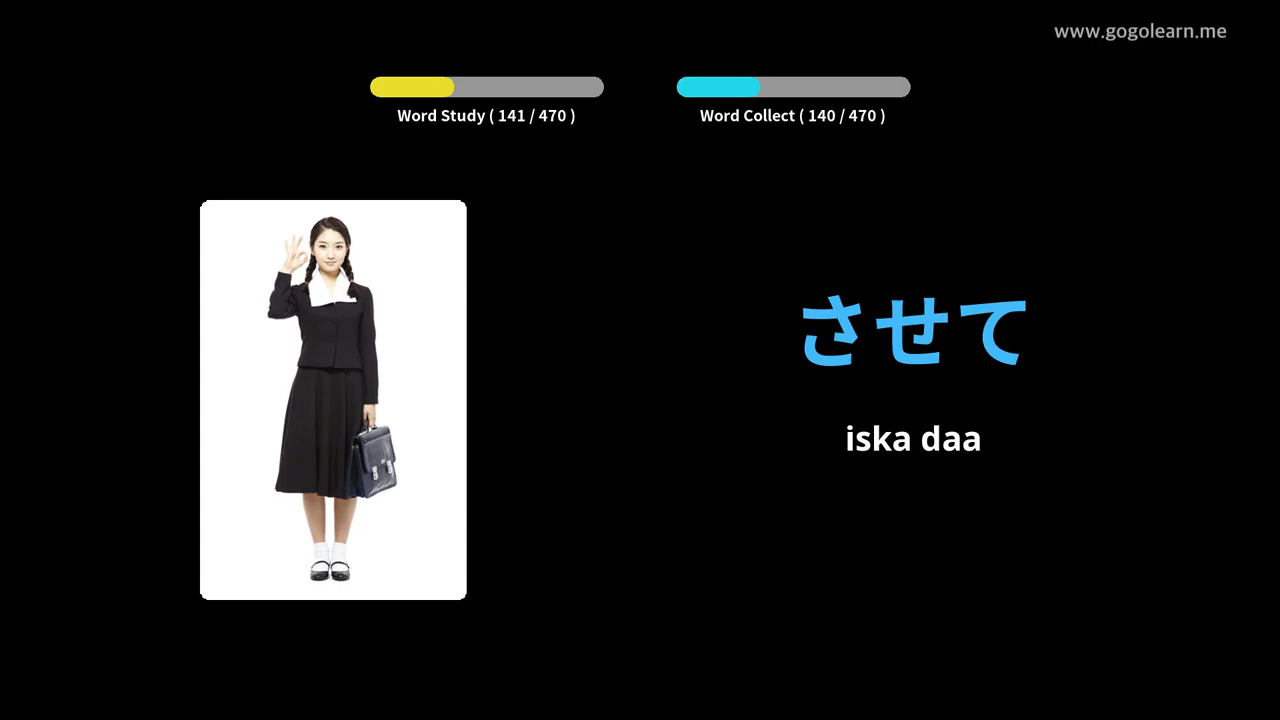 www.gogolearn.me
Word Study ( 141 / 470 )
Word Collect ( 140 / 470 )
させて
iska daa